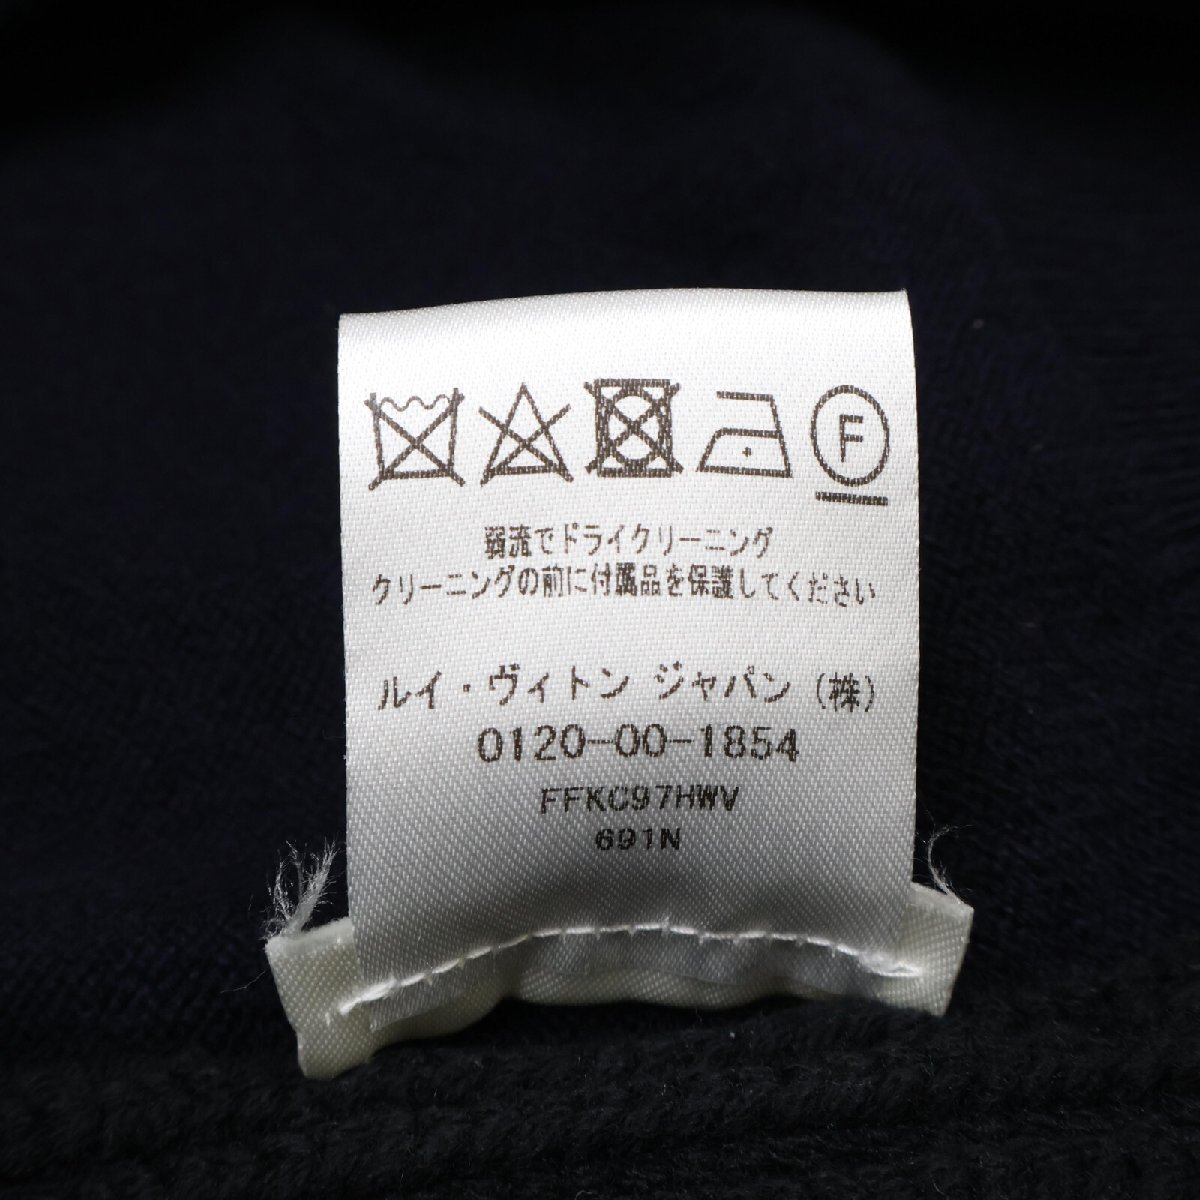 F
弱流でドライクリーニング
クリーニングの前に付属品を保護してください
ルイ・ヴィトン ジャパン (株)
0120-00-1854
FFKC97HWV
691N